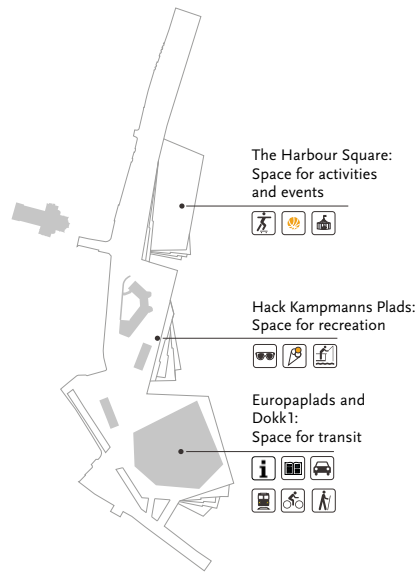 The Harbour Square:
Space for activities
and events
Hack Kampmanns Plads:
Space for recreation
Europaplads and
Dokk1:
Space for transit
i